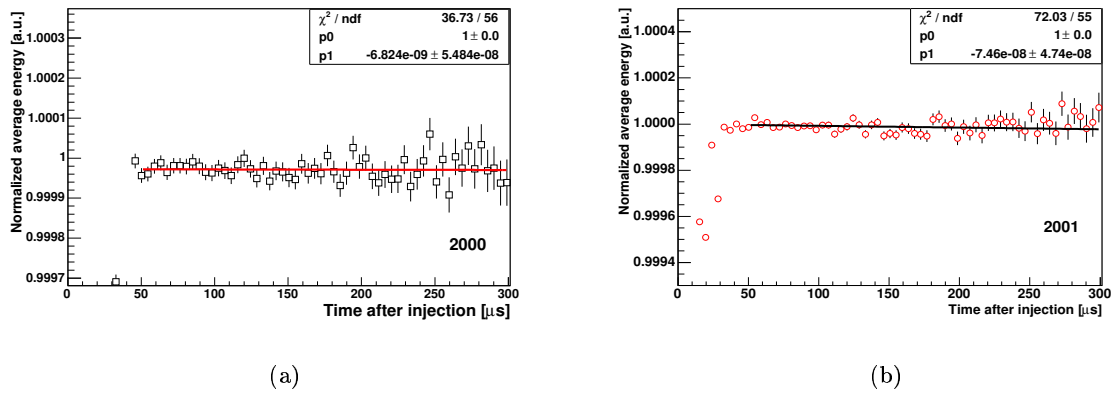 Normalized average energy [a.u.]
χ² / ndf 36.73 / 56
p0 1 ± 0.0
p1 -6.824e-09 ± 5.484e-08
1.0003
1.0002
1.0001
1
0.9999
0.9998
0.9997
2000
0 50 100 150 200 250 300
Time after injection [μs]
(a)
Normalized average energy [a.u.]
χ² / ndf 72.03 / 55
p0 1 ± 0.0
p1 -7.46e-08 ± 4.74e-08
1.0004
1.0002
1.0000
0.9998
0.9996
0.9994
2001
0 50 100 150 200 250 300
Time after injection [μs]
(b)